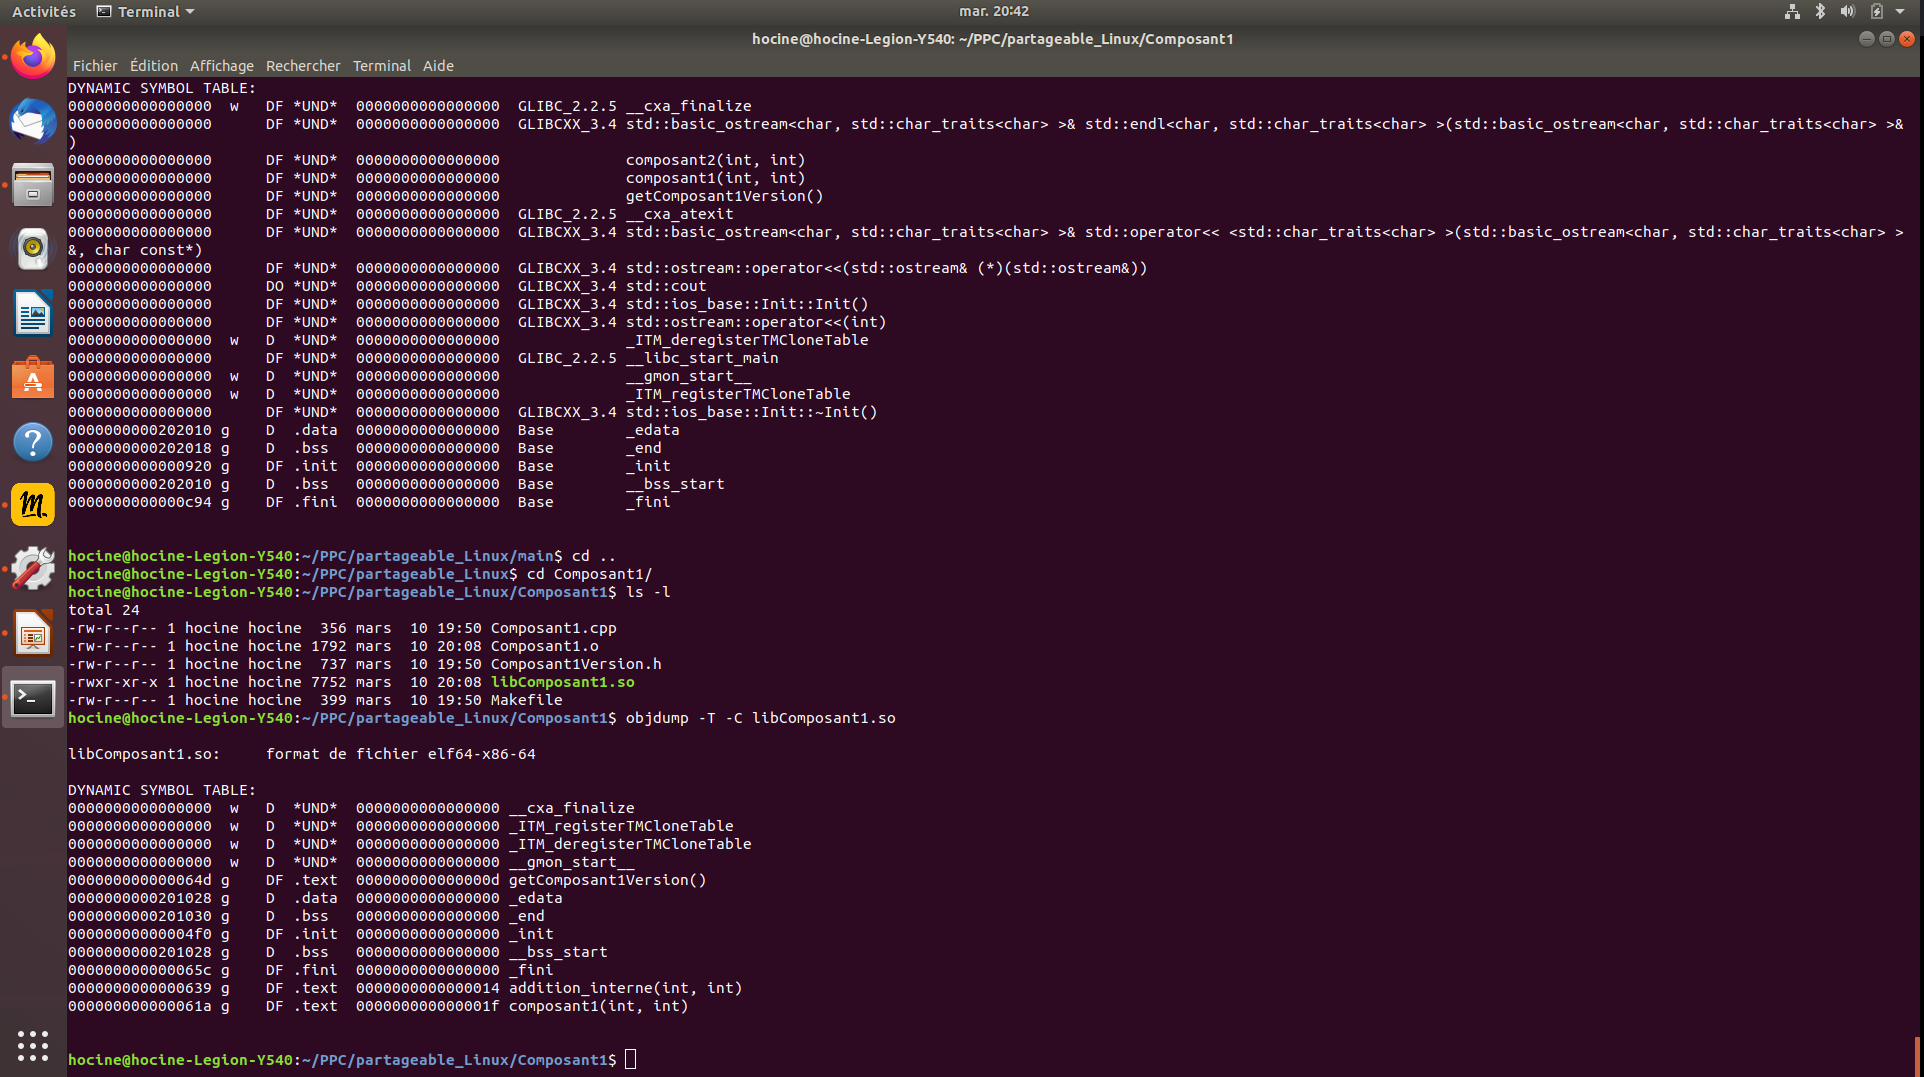 Activités Terminal mar. 20:42
hocine@hocine-Legion-Y540: ~/PPC/partageable_Linux/Composant1
Fichier Édition Affichage Rechercher Terminal Aide
DYNAMIC SYMBOL TABLE:
0000000000000000  w   DF *UND*  0000000000000000  GLIBC_2.2.5 __cxa_finalize
0000000000000000      DF *UND*  0000000000000000  GLIBCXX_3.4 std::basic_ostream<char, std::char_traits<char> >& std::endl<char, std::char_traits<char> >(std::basic_ostream<char, std::char_traits<char> >&
)
0000000000000000      DF *UND*  0000000000000000              composant2(int, int)
0000000000000000      DF *UND*  0000000000000000              composant1(int, int)
0000000000000000      DF *UND*  0000000000000000              getComposant1Version()
0000000000000000      DF *UND*  0000000000000000  GLIBC_2.2.5 __cxa_atexit
0000000000000000      DF *UND*  0000000000000000  GLIBCXX_3.4 std::basic_ostream<char, std::char_traits<char> >& std::operator<< <std::char_traits<char> >(std::basic_ostream<char, std::char_traits<char> >
&, char const*)
0000000000000000      DF *UND*  0000000000000000  GLIBCXX_3.4 std::ostream::operator<<(std::ostream& (*)(std::ostream&))
0000000000000000      DO *UND*  0000000000000000  GLIBCXX_3.4 std::cout
0000000000000000      DF *UND*  0000000000000000  GLIBCXX_3.4 std::ios_base::Init::Init()
0000000000000000      DF *UND*  0000000000000000  GLIBCXX_3.4 std::ostream::operator<<(int)
0000000000000000  w   D  *UND*  0000000000000000              _ITM_deregisterTMCloneTable
0000000000000000      DF *UND*  0000000000000000  GLIBC_2.2.5 __libc_start_main
0000000000000000  w   D  *UND*  0000000000000000              __gmon_start__
0000000000000000  w   D  *UND*  0000000000000000              _ITM_registerTMCloneTable
0000000000000000      DF *UND*  0000000000000000  GLIBCXX_3.4 std::ios_base::Init::~Init()
0000000000202010 g    D  .data  0000000000000000  Base        _edata
0000000000202018 g    D  .bss   0000000000000000  Base        _end
0000000000000920 g    DF .init  0000000000000000  Base        _init
0000000000202010 g    D  .bss   0000000000000000  Base        __bss_start
0000000000000c94 g    DF .fini  0000000000000000  Base        _fini
hocine@hocine-Legion-Y540:~/PPC/partageable_Linux/main$ cd ..
hocine@hocine-Legion-Y540:~/PPC/partageable_Linux$ cd Composant1/
hocine@hocine-Legion-Y540:~/PPC/partageable_Linux/Composant1$ ls -l
total 24
-rw-r--r-- 1 hocine hocine  356 mars  10 19:50 Composant1.cpp
-rw-r--r-- 1 hocine hocine 1792 mars  10 20:08 Composant1.o
-rw-r--r-- 1 hocine hocine  737 mars  10 19:50 Composant1Version.h
-rwxr-xr-x 1 hocine hocine 7752 mars  10 20:08 libComposant1.so
-rw-r--r-- 1 hocine hocine  399 mars  10 19:50 Makefile
hocine@hocine-Legion-Y540:~/PPC/partageable_Linux/Composant1$ objdump -T -C libComposant1.so
libComposant1.so:     format de fichier elf64-x86-64
DYNAMIC SYMBOL TABLE:
0000000000000000  w   D  *UND*  0000000000000000 __cxa_finalize
0000000000000000  w   D  *UND*  0000000000000000 _ITM_registerTMCloneTable
0000000000000000  w   D  *UND*  0000000000000000 _ITM_deregisterTMCloneTable
0000000000000000  w   D  *UND*  0000000000000000 __gmon_start__
000000000000064d g    DF .text  000000000000000d getComposant1Version()
0000000000201028 g    D  .data  0000000000000000 _edata
0000000000201030 g    D  .bss   0000000000000000 _end
00000000000004f0 g    DF .init  0000000000000000 _init
0000000000201028 g    D  .bss   0000000000000000 __bss_start
000000000000065c g    DF .fini  0000000000000000 _fini
0000000000000639 g    DF .text  0000000000000014 addition_interne(int, int)
000000000000061a g    DF .text  000000000000001f composant1(int, int)
hocine@hocine-Legion-Y540:~/PPC/partageable_Linux/Composant1$